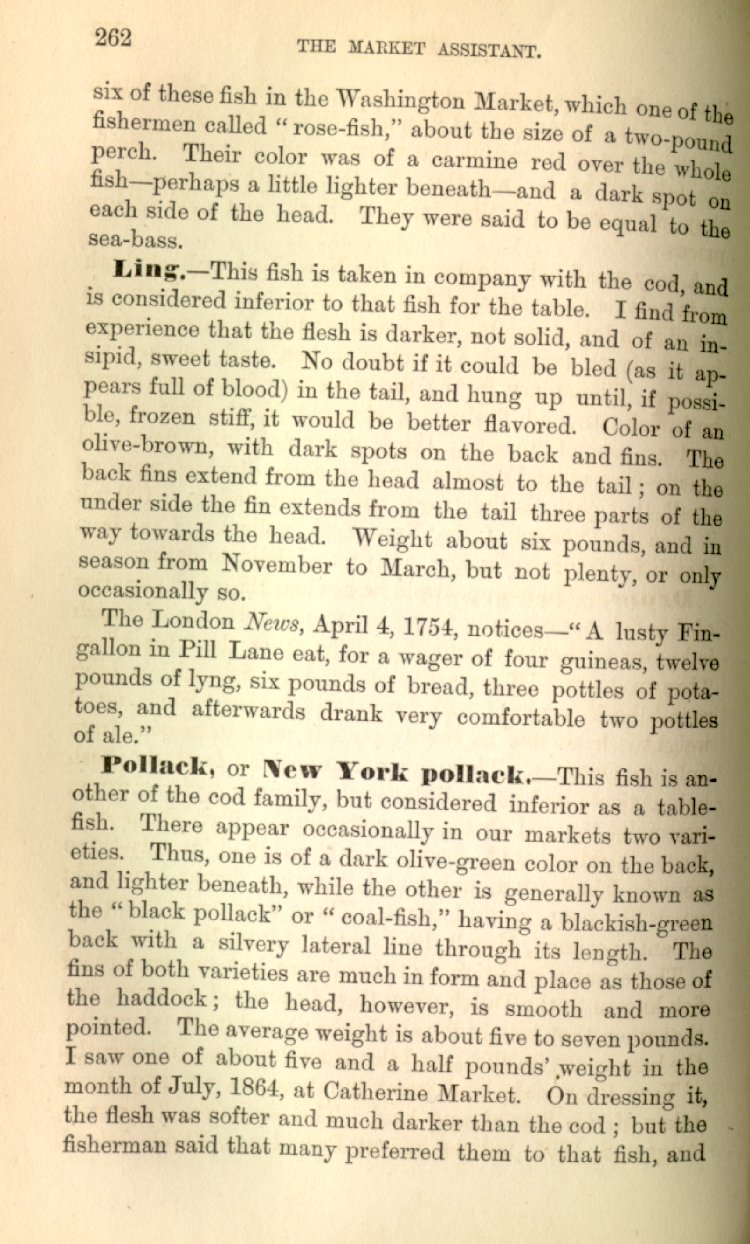 262
THE MARKET ASSISTANT.
six of these fish in the Washington Market, which one of the
fishermen called “rose-fish,” about the size of a two-pound
perch. Their color was of a carmine red over the whole
fish—perhaps a little lighter beneath—and a dark spot on
each side of the head. They were said to be equal to the
sea-bass.
Ling.—This fish is taken in company with the cod, and
is considered inferior to that fish for the table. I find from
experience that the flesh is darker, not solid, and of an in-
sipid, sweet taste. No doubt if it could be bled (as it ap-
pears full of blood) in the tail, and hung up until, if possi-
ble, frozen stiff, it would be better flavored. Color of an
olive-brown, with dark spots on the back and fins. The
back fins extend from the head almost to the tail; on the
under side the fin extends from the tail three parts of the
way towards the head. Weight about six pounds, and in
season from November to March, but not plenty, or only
occasionally so.
The London News, April 4, 1754, notices—“A lusty Fin-
gallon in Pill Lane eat, for a wager of four guineas, twelve
pounds of lyng, six pounds of bread, three pottles of pota-
toes, and afterwards drank very comfortable two pottles
of ale.”
Pollack, or New York pollack.—This fish is an-
other of the cod family, but considered inferior as a table-
fish. There appear occasionally in our markets two vari-
eties. Thus, one is of a dark olive-green color on the back,
and lighter beneath, while the other is generally known as
the “black pollack” or “coal-fish,” having a blackish-green
back with a silvery lateral line through its length. The
fins of both varieties are much in form and place as those of
the haddock; the head, however, is smooth and more
pointed. The average weight is about five to seven pounds.
I saw one of about five and a half pounds’ weight in the
month of July, 1864, at Catherine Market. On dressing it,
the flesh was softer and much darker than the cod; but the
fisherman said that many preferred them to that fish, and